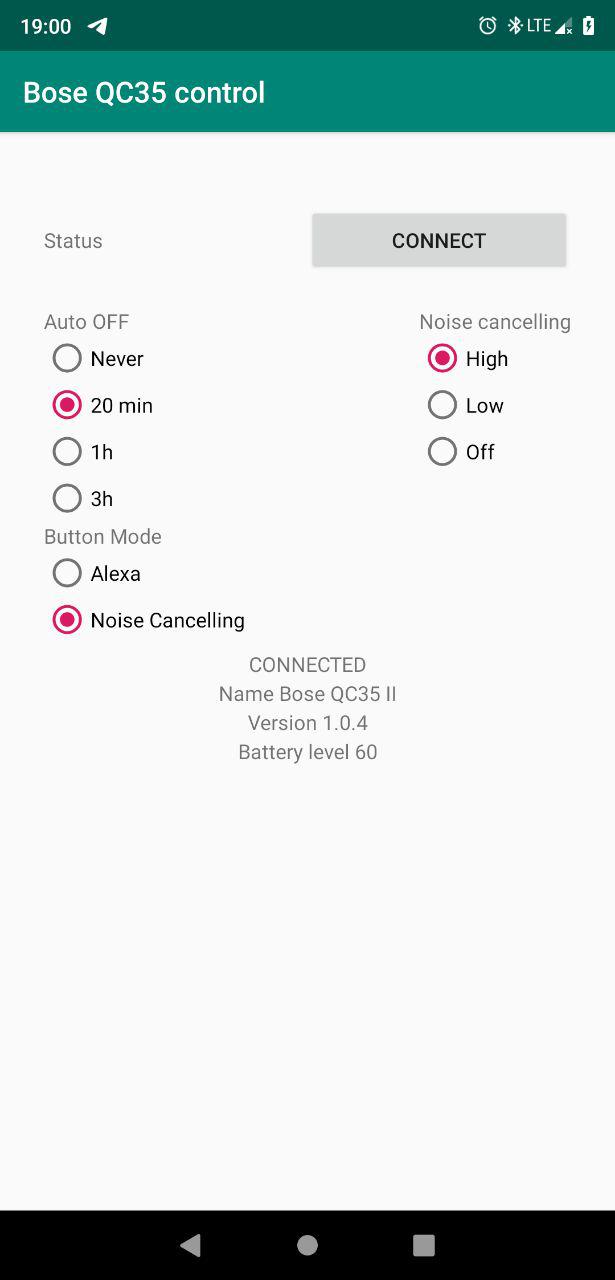 19:00 LTE
Bose QC35 control
Status CONNECT
Auto OFF Noise cancelling
Never High
20 min Low
1h Off
3h
Button Mode
Alexa
Noise Cancelling
CONNECTED
Name Bose QC35 II
Version 1.0.4
Battery level 60